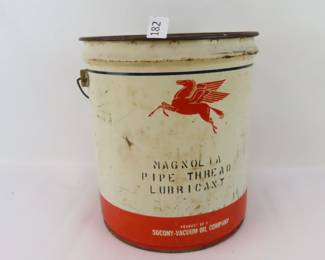 182
MAGNOLIA
PIPE THREAD
LUBRICANT
PRODUCT OF A
SOCONY-VACUUM OIL COMPANY